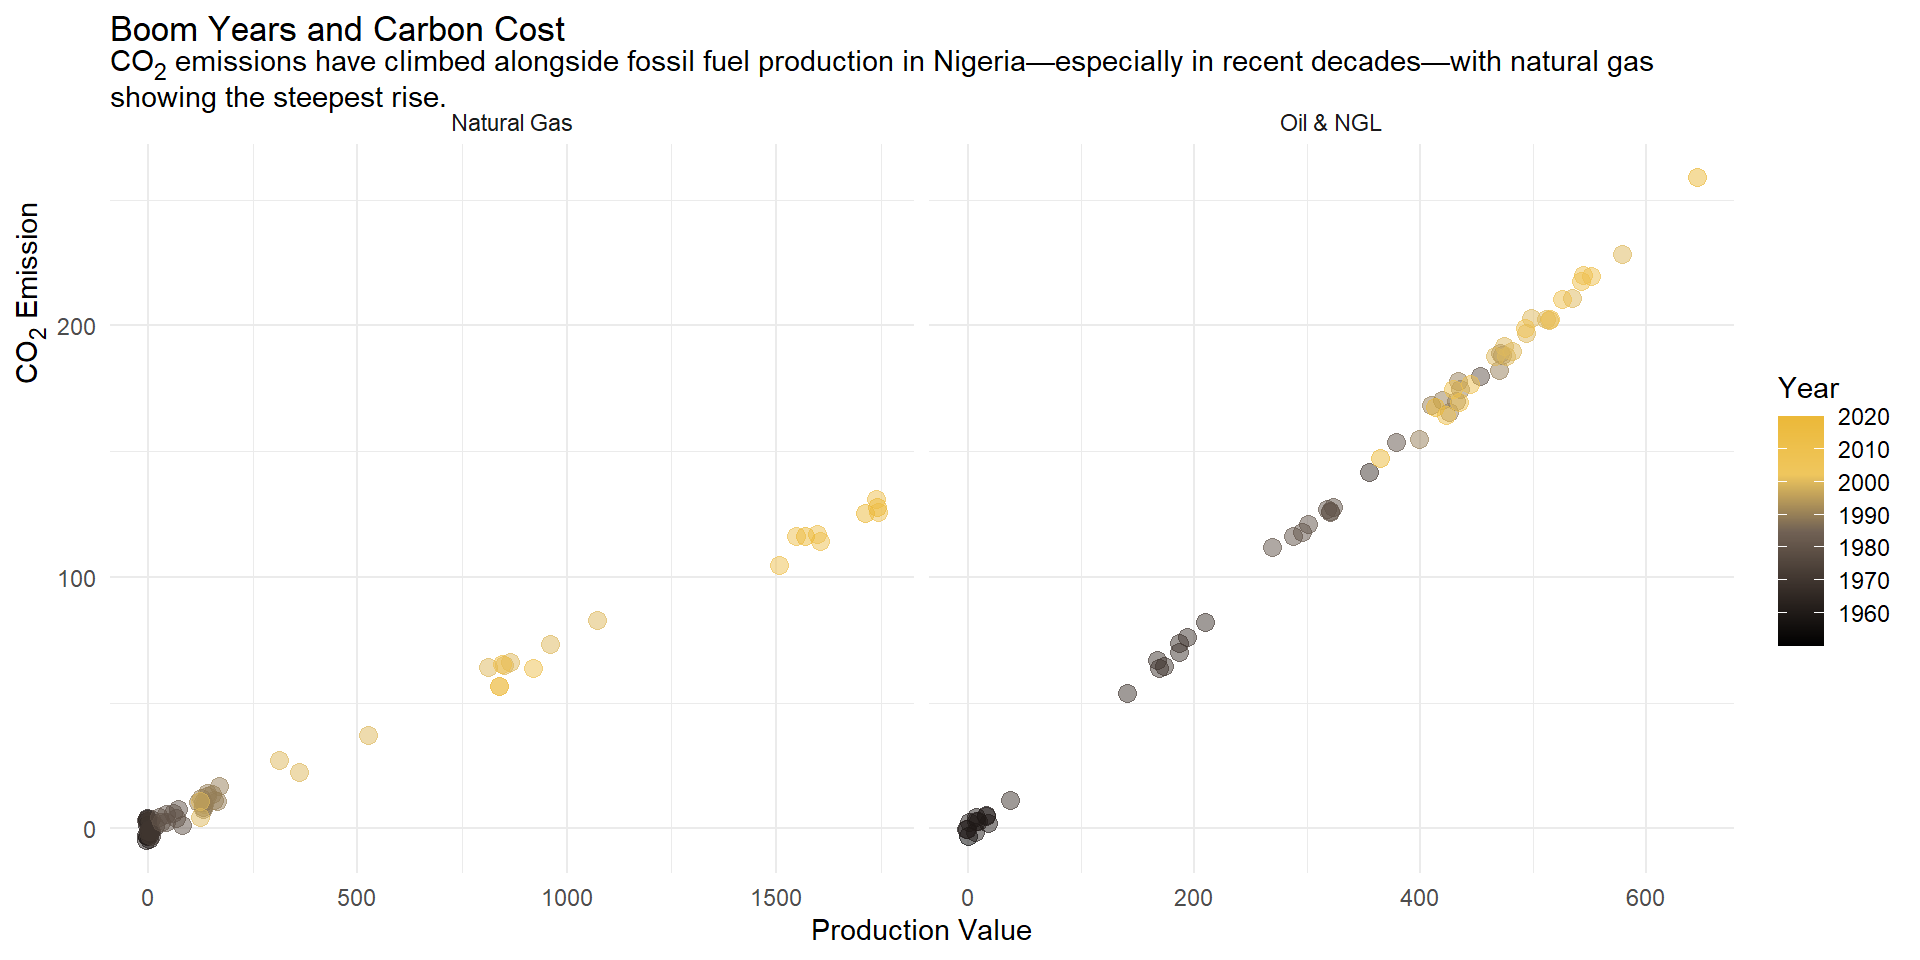 Boom Years and Carbon Cost
CO₂ emissions have climbed alongside fossil fuel production in Nigeria—especially in recent decades—with natural gas
showing the steepest rise.
Natural Gas
Oil & NGL
CO₂ Emission
200
100
0
0
500
1000
1500
0
200
400
600
Production Value
Year
2020
2010
2000
1990
1980
1970
1960